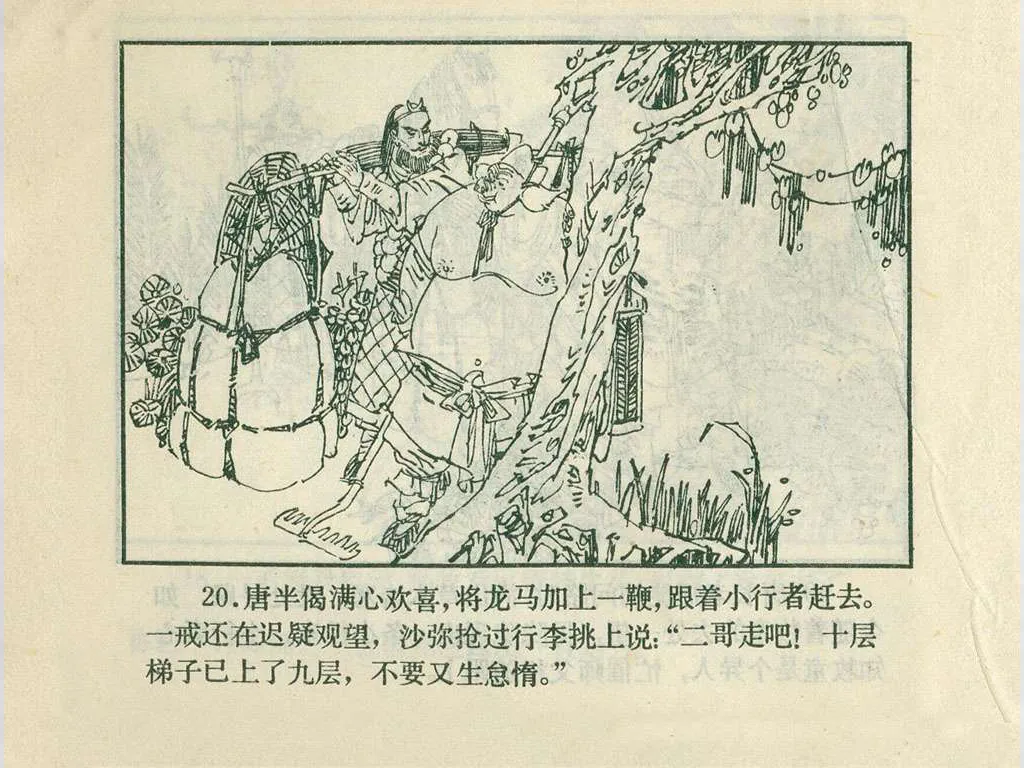 20.唐半偈满心欢喜,将龙马加上一鞭,跟着小行者赶去。
一戒还在迟疑观望，沙弥抢过行李挑上说:“二哥走吧！十层
梯子已上了九层，不要又生怠惰。”